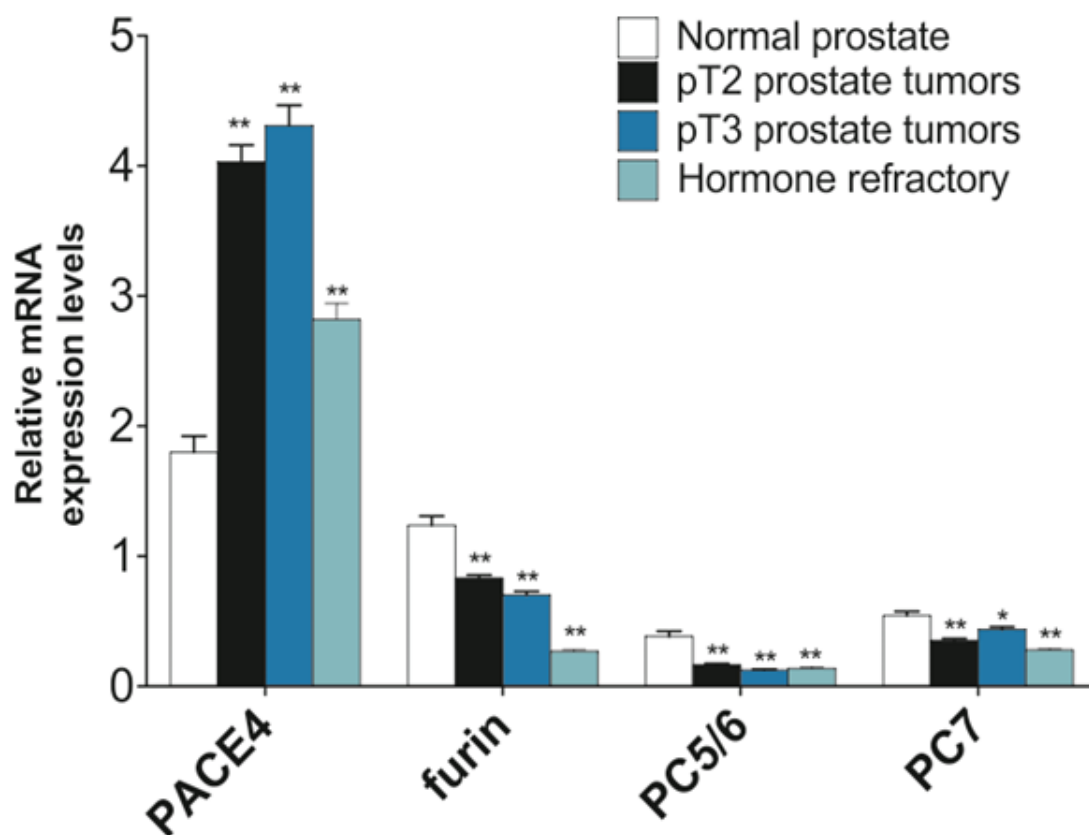 5
4
3
2
1
0
Relative mRNA
expression levels
Normal prostate
pT2 prostate tumors
pT3 prostate tumors
Hormone refractory
**
**
**
**
**
**
**
**
**
**
*
**
PACE4
furin
PC5/6
PC7